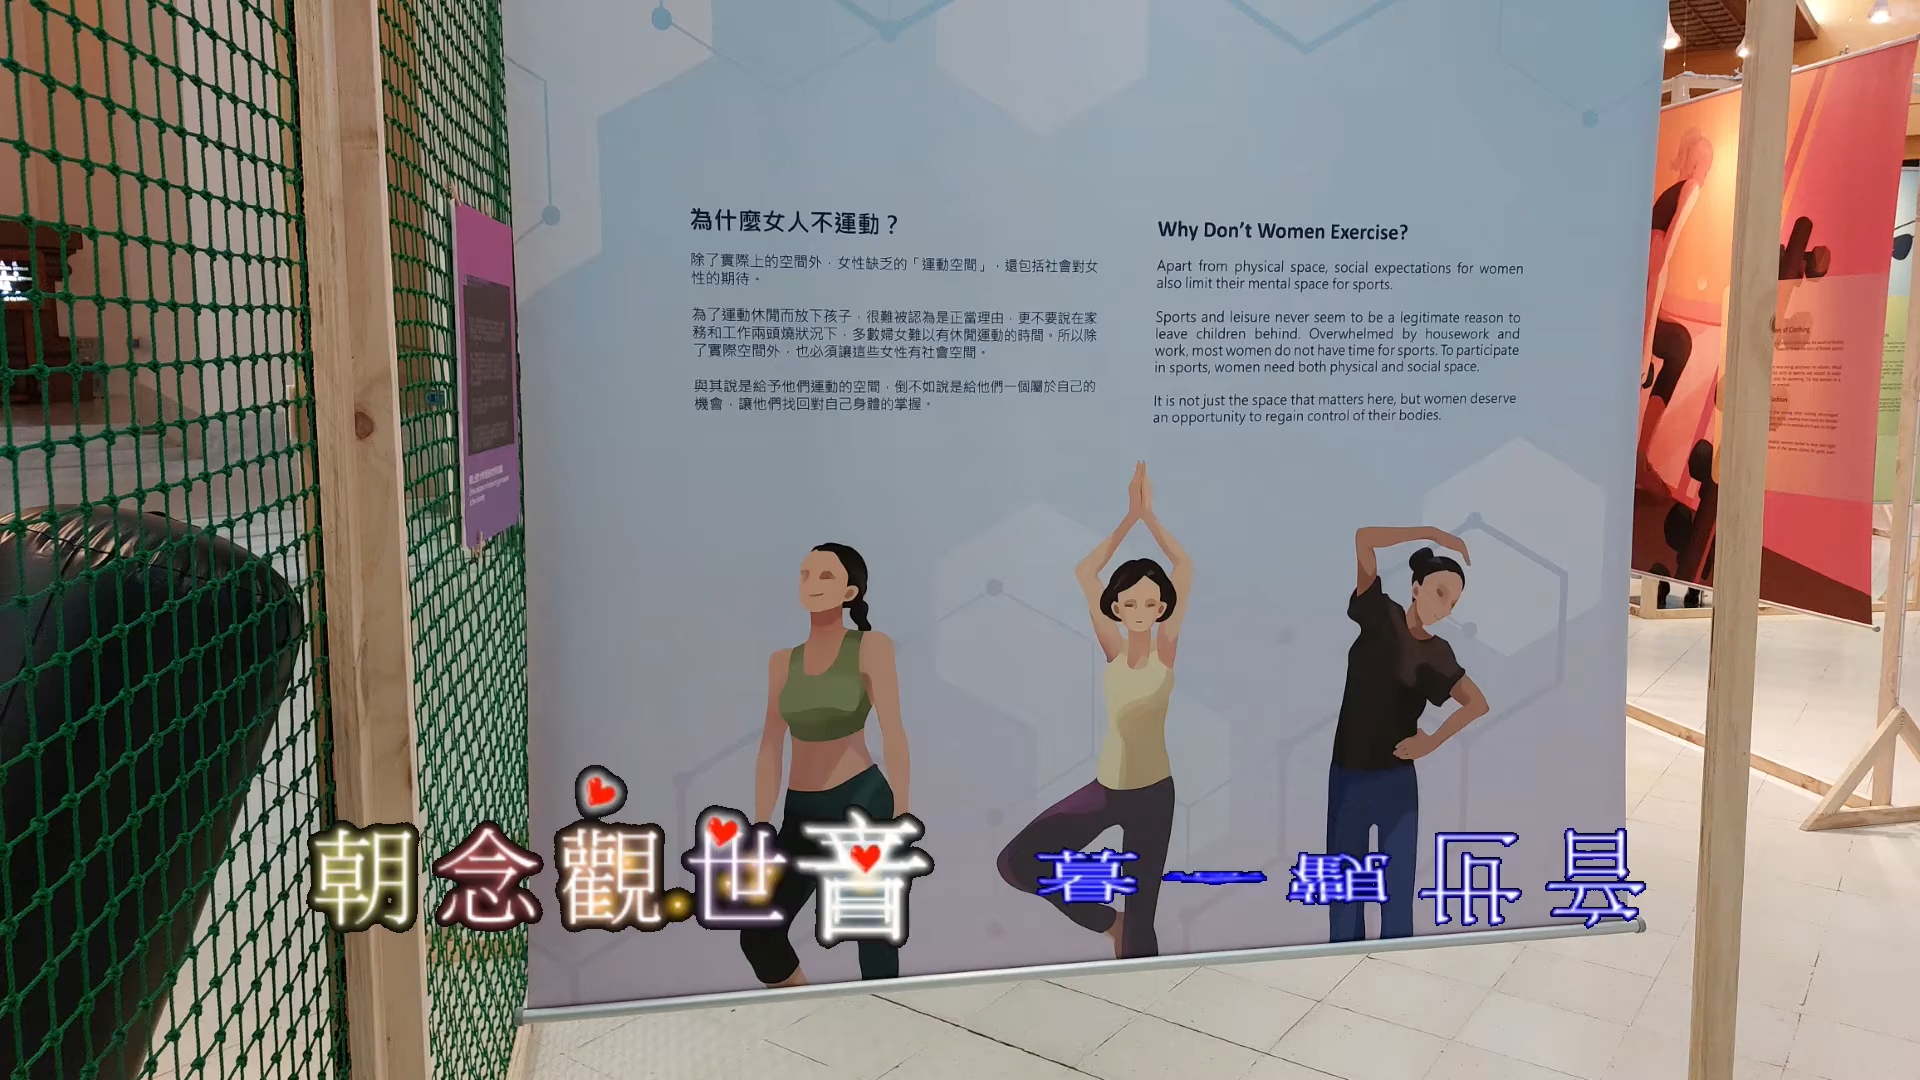 為什麼女人不運動？
除了實際上的空間外，女性缺乏的「運動空間」，還包括社會對女
性的期待。
為了運動休閒而放下孩子，很難被認為是正當理由，更不要說在家
務和工作兩頭燒狀況下，多數婦女難以有休閒運動的時間。所以除
了實際空間外，也必須讓這些女性有社會空間。
與其說是給予他們運動的空間，倒不如說是給他們一個屬於自己的
機會，讓他們找回對自己身體的掌握。
Why Don't Women Exercise?
Apart from physical space, social expectations for women
also limit their mental space for sports.
Sports and leisure never seem to be a legitimate reason to
leave children behind. Overwhelmed by housework and
work, most women do not have time for sports. To participate
in sports, women need both physical and social space.
It is not just the space that matters here, but women deserve
an opportunity to regain control of their bodies.
朝念觀世音 暮一